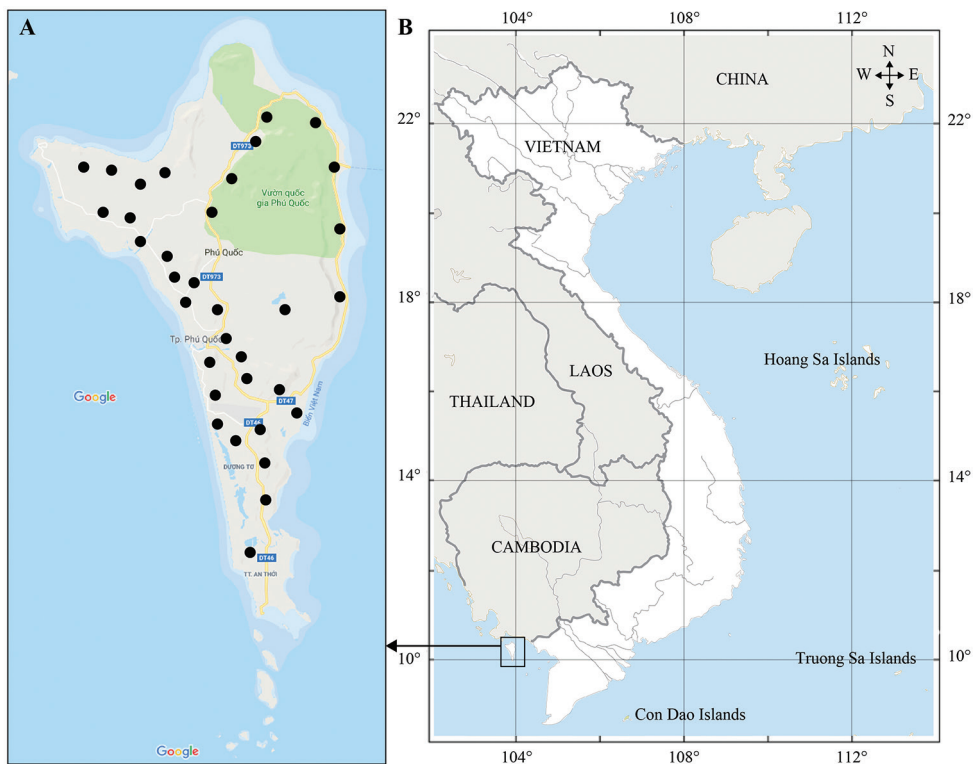 A
DT973
Vườn quốc
gia Phú Quốc
Phú Quốc
DT973
Tp. Phú Quốc
Google
DT47
Biển Việt Nam
DT46
DƯƠNG TƠ
DT46
TT. AN THỚI
Google
B
104°
108°
112°
CHINA
N
W
E
S
22°
VIETNAM
18°
Hoang Sa Islands
LAOS
THAILAND
14°
CAMBODIA
10°
Truong Sa Islands
Con Dao Islands
104°
108°
112°
22°
18°
14°
10°